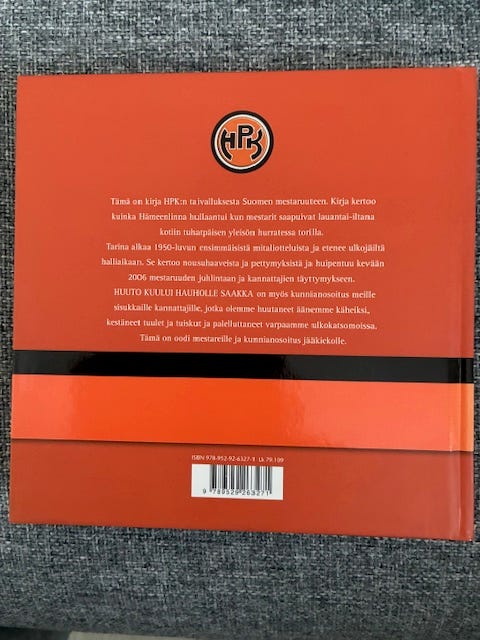 HPK
Tämä on kirja HPK:n taivalluksesta Suomen mestaruuteen. Kirja kertoo
kuinka Hämeenlinna hullaantui kun mestarit saapuivat lauantai-iltana
kotiin tuhatpäisen yleisön hurratessa torilla.
Tarina alkaa 1950-luvun ensimmäisistä mitaliotteluista ja etenee ulkojäiltä
halliaikaan. Se kertoo nousuhaaveista ja pettymyksistä ja huipentuu kevään
2006 mestaruuden juhlintaan ja kannattajien täyttymykseen.
HUUTO KUULUI HAUHOLLE SAAKKA on myös kunnianosoitus meille
sisukkaille kannattajille, jotka olemme huutaneet äänemme käheiksi,
kestäneet tuulet ja tuiskut ja palelluttaneet varpaamme ulkokatsomoissa.
Tämä on oodi mestareille ja kunnianosoitus jääkiekolle.
ISBN 978-952-92-6327-1 Lk 79.109
9 789529 263271